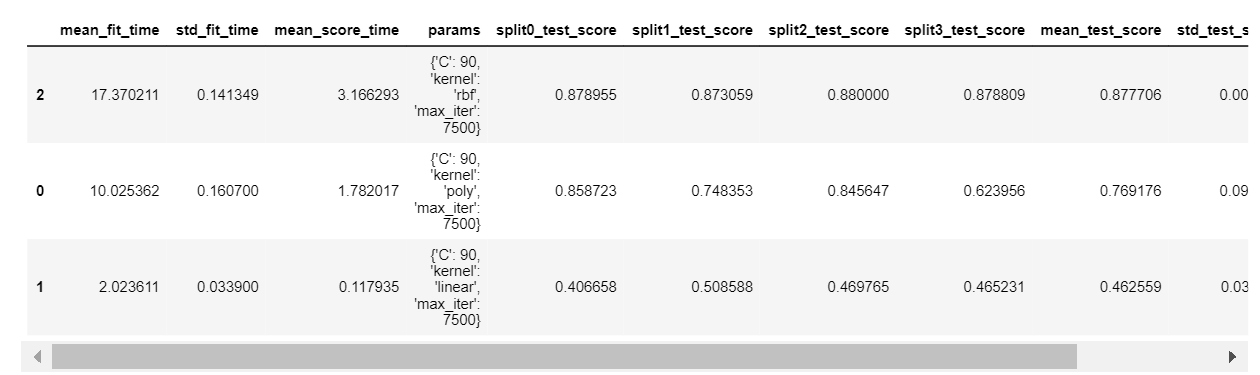 mean_fit_time std_fit_time mean_score_time params split0_test_score split1_test_score split2_test_score split3_test_score mean_test_score std_test_s
{'C': 90,
'kernel':
2 17.370211 0.141349 3.166293 'rbf', 0.878955 0.873059 0.880000 0.878809 0.877706 0.00
'max_iter':
7500}
{'C': 90,
'kernel':
0 10.025362 0.160700 1.782017 'poly', 0.858723 0.748353 0.845647 0.623956 0.769176 0.09
'max_iter':
7500}
{'C': 90,
'kernel':
1 2.023611 0.033900 0.117935 'linear', 0.406658 0.508588 0.469765 0.465231 0.462559 0.03
'max_iter':
7500}